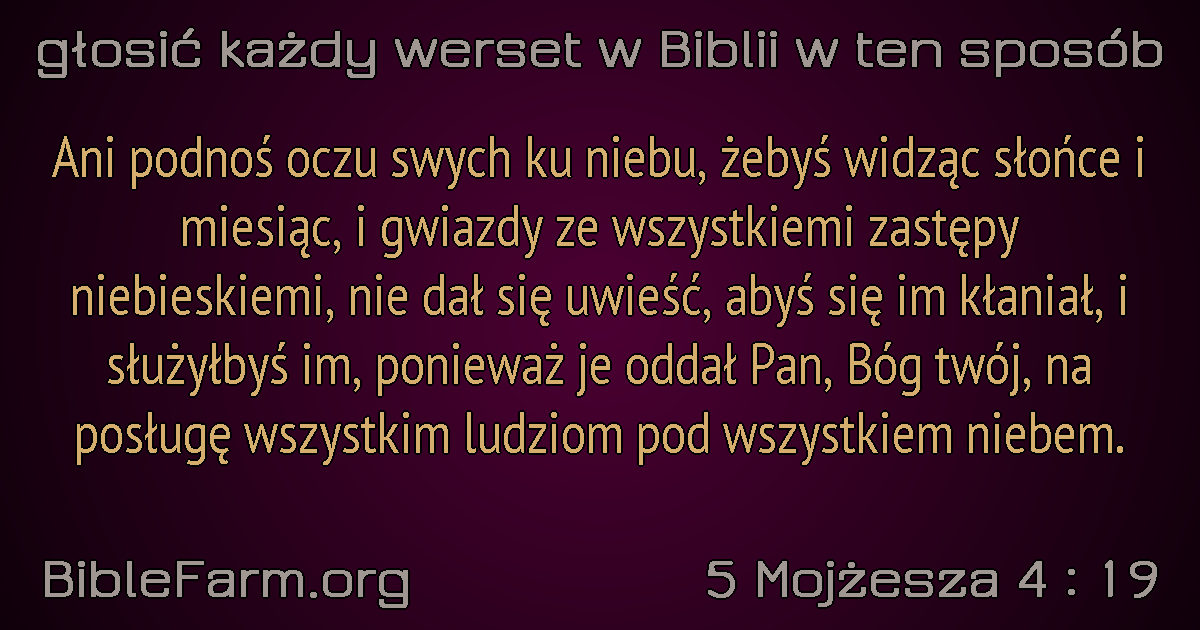 głosić każdy werset w Biblii w ten sposób
Ani podnoś oczu swych ku niebu, żebyś widząc słońce i
miesiąc, i gwiazdy ze wszystkiemi zastępy
niebieskiemi, nie dał się uwieść, abyś się im kłaniał, i
służyłbyś im, ponieważ je oddał Pan, Bóg twój, na
posługę wszystkim ludziom pod wszystkiem niebem.
BibleFarm.org
5 Mojżesza 4 : 19